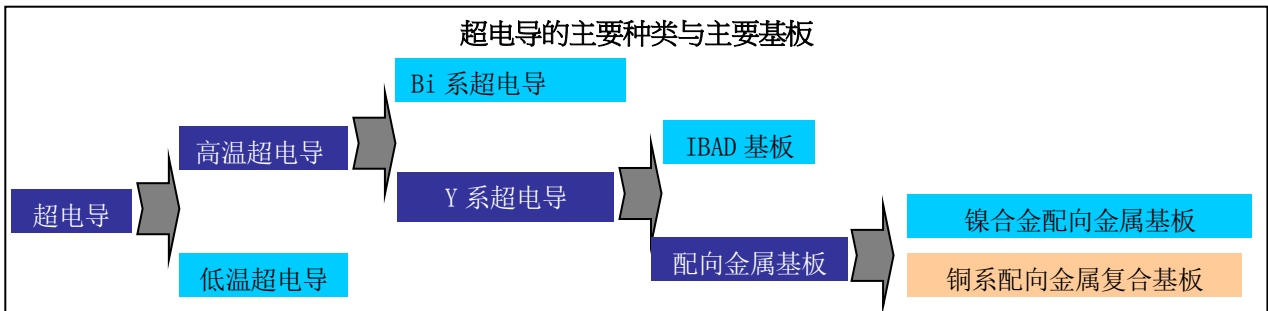 超电导的主要种类与主要基板
Bi 系超电导
高温超电导
IBAD 基板
Y 系超电导
超电导
镍合金配向金属基板
配向金属基板
低温超电导
铜系配向金属复合基板